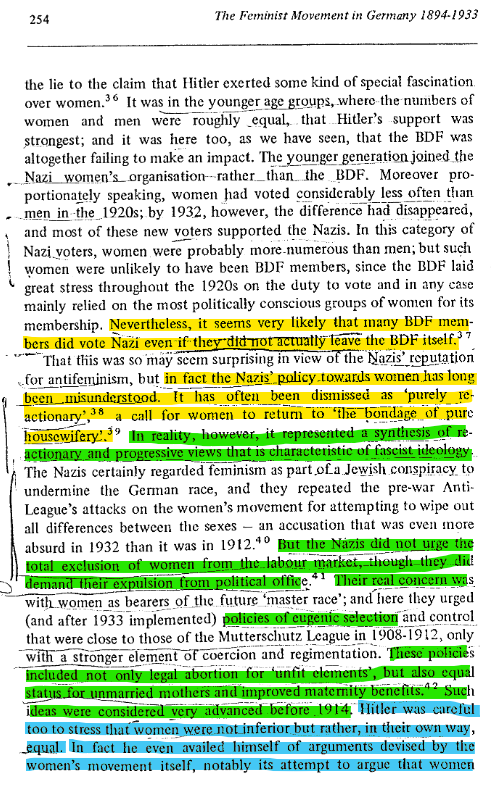 254
The Feminist Movement in Germany 1894-1933
the lie to the claim that Hitler exerted some kind of special fascination
over women.³⁶ It was in the younger age groups, where the numbers of
women and men were roughly equal, that Hitler's support was
strongest; and it was here too, as we have seen, that the BDF was
altogether failing to make an impact. The younger generation joined the
Nazi women's organisation rather than the BDF. Moreover pro-
portionately speaking, women had voted considerably less often than
men in the 1920s; by 1932, however, the difference had disappeared,
and most of these new voters supported the Nazis. In this category of
Nazi voters, women were probably more numerous than men; but such
women were unlikely to have been BDF members, since the BDF laid
great stress throughout the 1920s on the duty to vote and in any case
mainly relied on the most politically conscious groups of women for its
membership. Nevertheless, it seems very likely that many BDF mem-
bers did vote Nazi even if they did not actually leave the BDF itself.³⁷
That this was so may seem surprising in view of the Nazis' reputation
for antifeminism, but in fact the Nazis' policy towards women has long
been misunderstood. It has often been dismissed as 'purely re-
actionary',³⁸ a call for women to return to 'the bondage of pure
housewifery'.³⁹ In reality, however, it represented a synthesis of re-
actionary and progressive views that is characteristic of fascist ideology.
The Nazis certainly regarded feminism as part of a Jewish conspiracy to
undermine the German race, and they repeated the pre-war Anti-
League's attacks on the women's movement for attempting to wipe out
all differences between the sexes – an accusation that was even more
absurd in 1932 than it was in 1912.⁴⁰ But the Nazis did not urge the
total exclusion of women from the labour market, though they did
demand their expulsion from political office.⁴¹ Their real concern was
with women as bearers of the future 'master race'; and here they urged
(and after 1933 implemented) policies of eugenic selection and control
that were close to those of the Mutterschutz League in 1908-1912, only
with a stronger element of coercion and regimentation. These policies
included not only legal abortion for 'unfit elements', but also equal
status for unmarried mothers and improved maternity benefits.⁴² Such
ideas were considered very advanced before 1914. Hitler was careful
too to stress that women were not inferior but rather, in their own way,
equal. In fact he even availed himself of arguments devised by the
women's movement itself, notably its attempt to argue that women